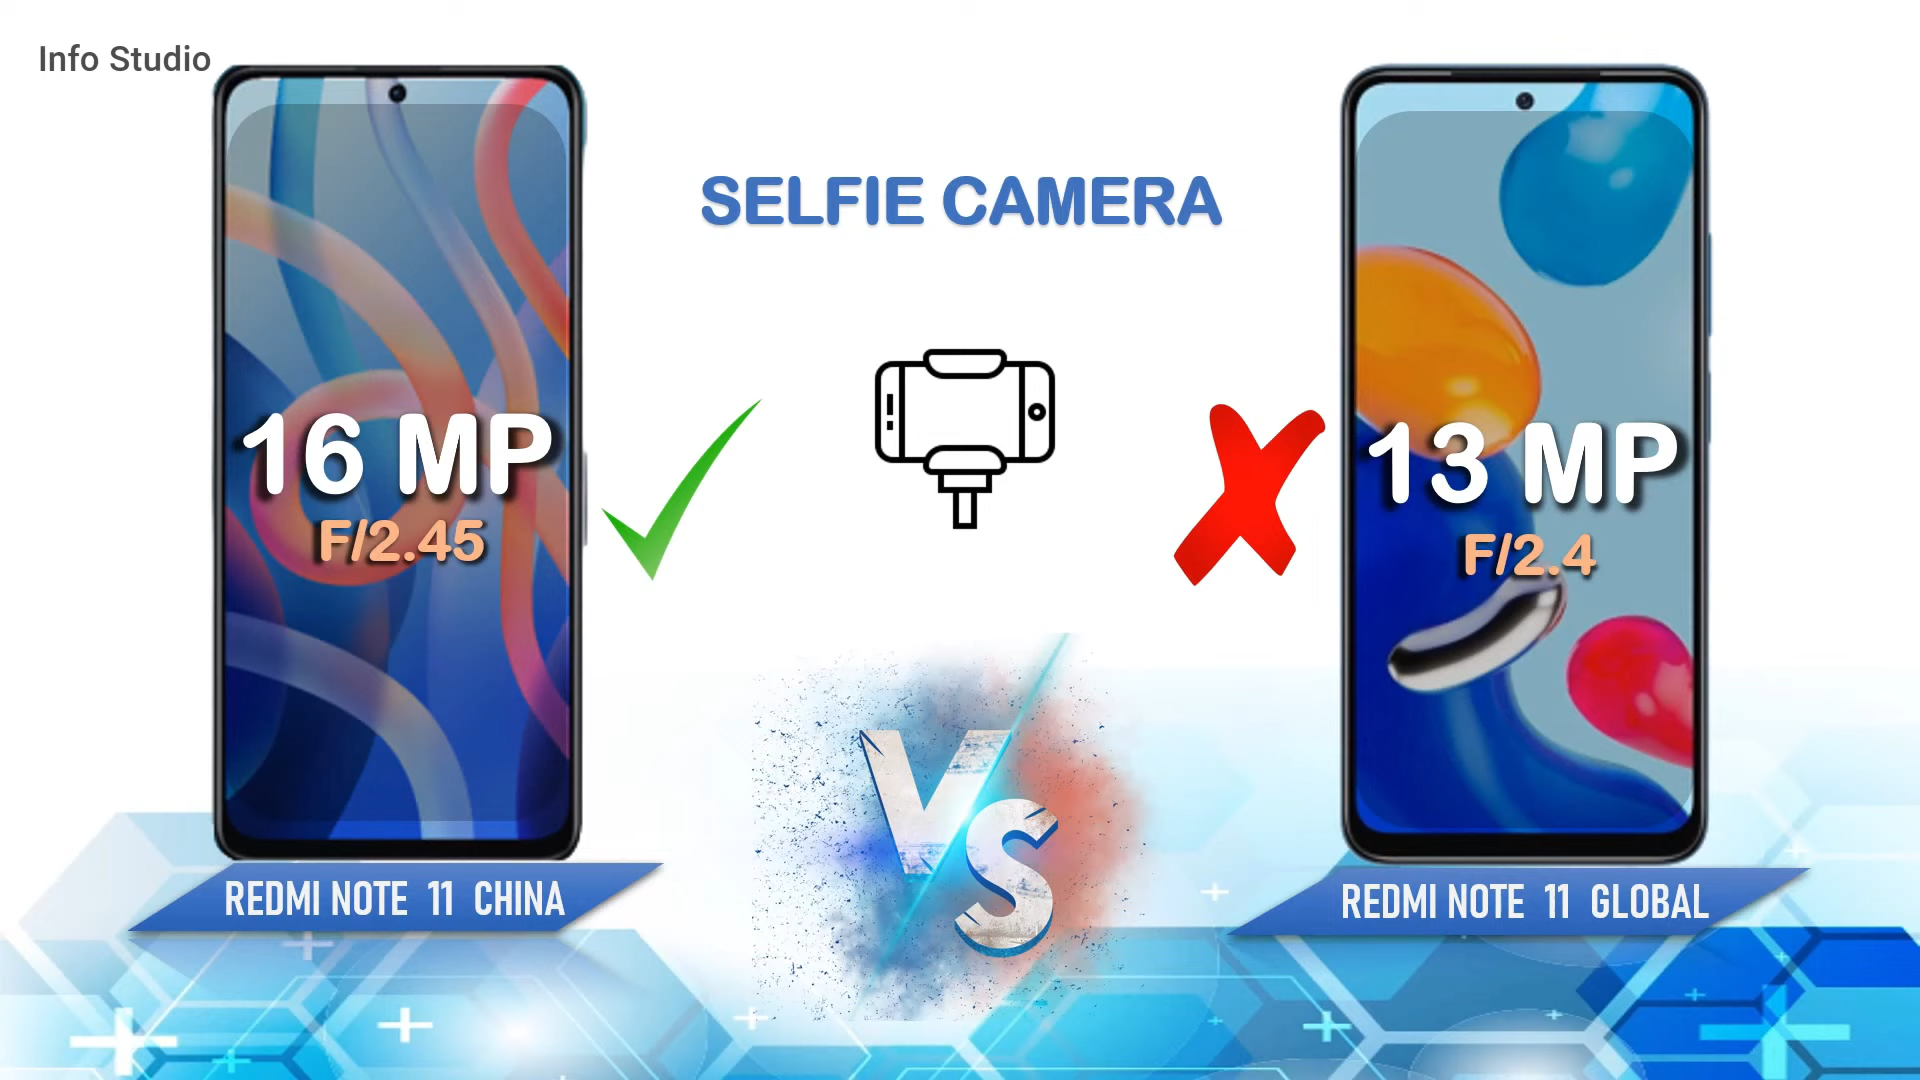 Info Studio
SELFIE CAMERA
16 MP
F/2.45
13 MP
F/2.4
VS
REDMI NOTE 11 CHINA
REDMI NOTE 11 GLOBAL